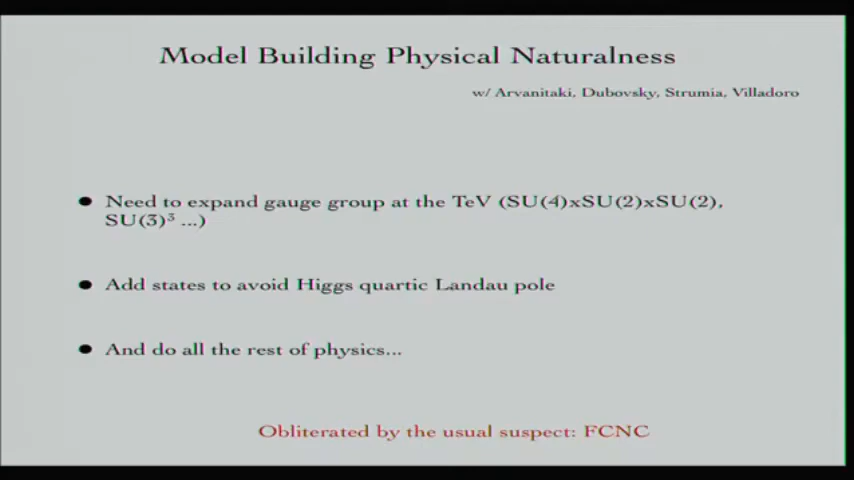 Model Building Physical Naturalness
w/ Arvanitaki, Dubovsky, Strumia, Villadoro
● Need to expand gauge group at the TeV (SU(4)xSU(2)xSU(2),
SU(3)³ ...)
● Add states to avoid Higgs quartic Landau pole
● And do all the rest of physics...
Obliterated by the usual suspect: FCNC